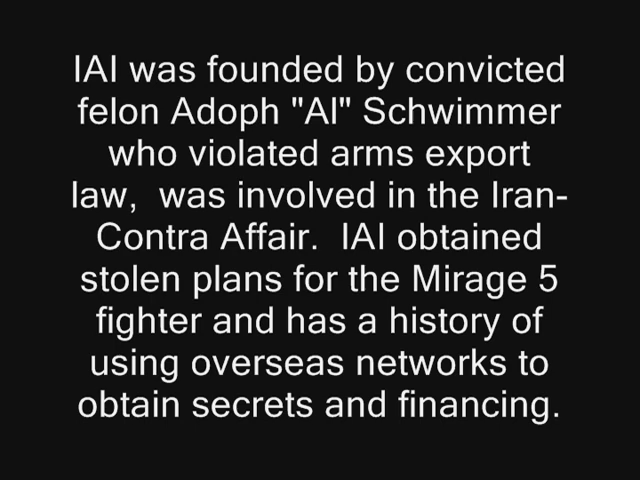 IAI was founded by convicted
felon Adoph "Al" Schwimmer
who violated arms export
law,  was involved in the Iran-
Contra Affair.  IAI obtained
stolen plans for the Mirage 5
fighter and has a history of
using overseas networks to
obtain secrets and financing.